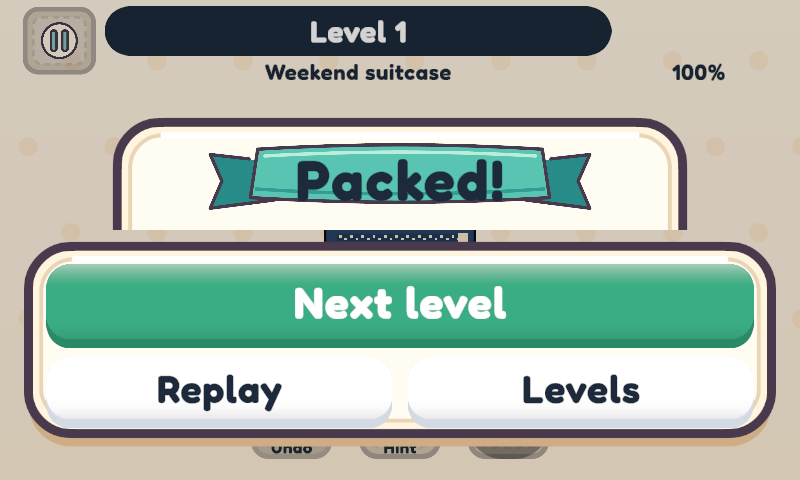 Level 1
Weekend suitcase
100%
Packed!
Next level
Replay
Levels
Undo
Hint